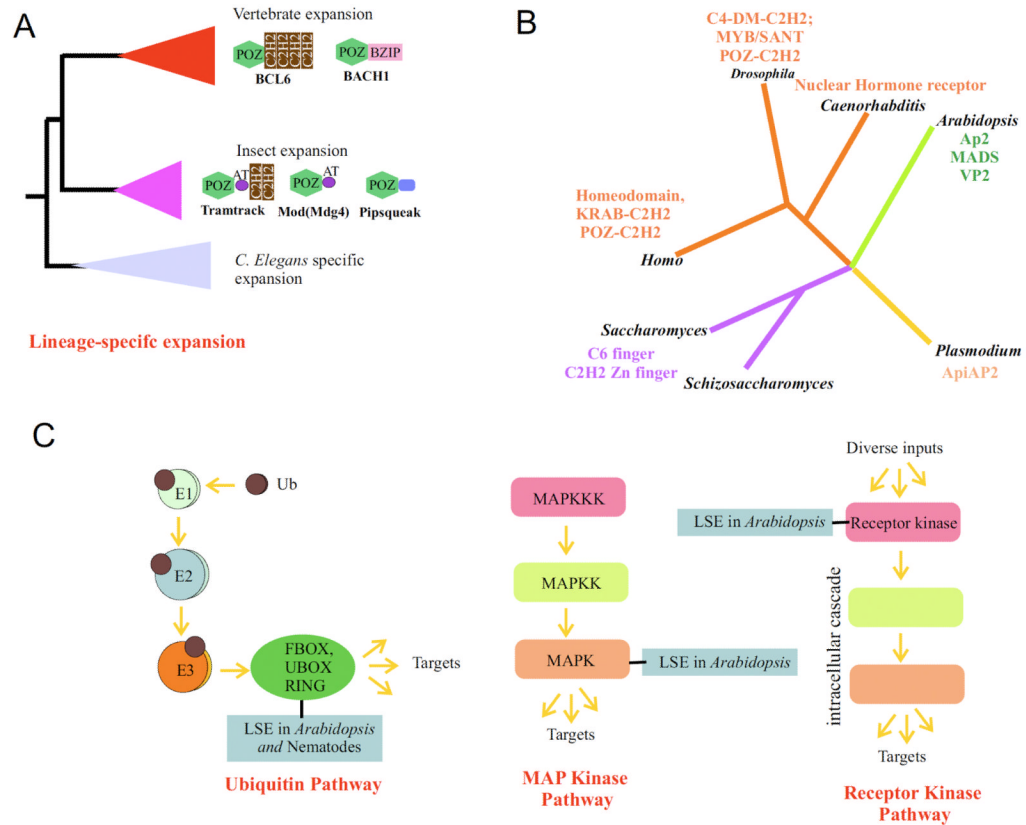 A
Vertebrate expansion
POZ
C2H2
C2H2
C2H2
C2H2
BCL6
POZ
BZIP
BACH1
Insect expansion
POZ
AT
C2H2
C2H2
Tramtrack
POZ
AT
Mod(Mdg4)
POZ
Pipsqueak
C. Elegans specific
expansion
Lineage-specifc expansion
B
C4-DM-C2H2;
MYB/SANT
POZ-C2H2
Drosophila
Nuclear Hormone receptor
Caenorhabditis
Arabidopsis
Ap2
MADS
VP2
Homeodomain,
KRAB-C2H2
POZ-C2H2
Homo
Saccharomyces
C6 finger
C2H2 Zn finger
Schizosaccharomyces
Plasmodium
ApiAP2
C
E1
Ub
E2
E3
FBOX,
UBOX
RING
Targets
LSE in Arabidopsis
and Nematodes
Ubiquitin Pathway
MAPKKK
MAPKK
MAPK
LSE in Arabidopsis
Targets
MAP Kinase
Pathway
Diverse inputs
LSE in Arabidopsis
Receptor kinase
intracellular cascade
Targets
Receptor Kinase
Pathway